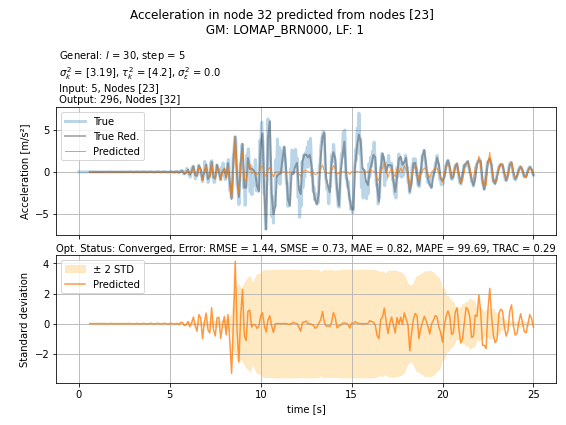 Acceleration in node 32 predicted from nodes [23]
GM: LOMAP_BRN000, LF: 1
General: l = 30, step = 5
σ_k^2 = [3.19], τ_k^2 = [4.2], σ_ε^2 = 0.0
Input: 5, Nodes [23]
Output: 296, Nodes [32]
True
True Red.
Predicted
Acceleration [m/s²]
5
0
−5
Opt. Status: Converged, Error: RMSE = 1.44, SMSE = 0.73, MAE = 0.82, MAPE = 99.69, TRAC = 0.29
± 2 STD
Predicted
Standard deviation
4
2
0
−2
0 5 10 15 20 25
time [s]